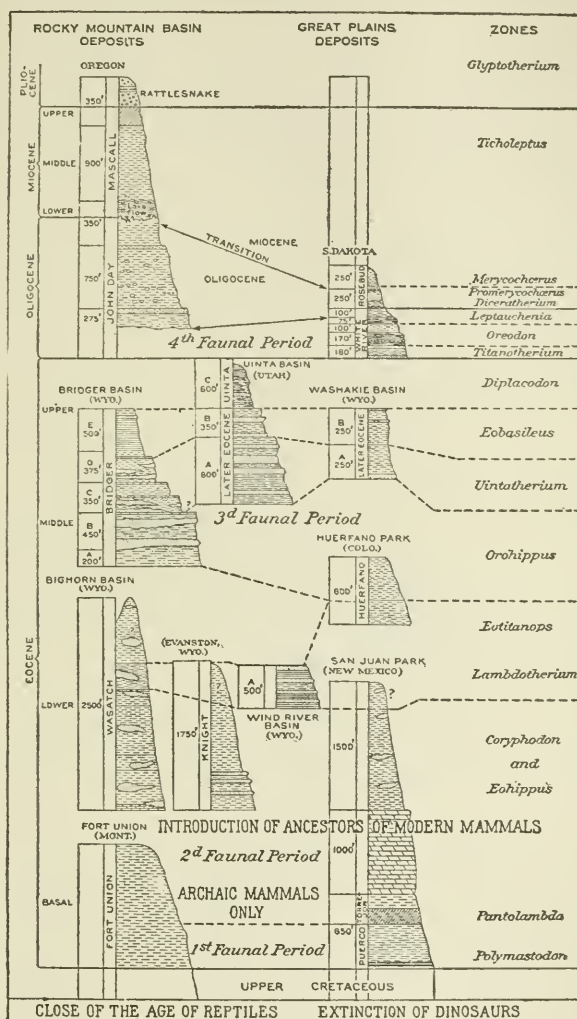 ROCKY MOUNTAIN BASIN
DEPOSITS
GREAT PLAINS
DEPOSITS
ZONES
PLIO-
CENE
OREGON
350'
RATTLESNAKE
Glyptotherium
MIOCENE
UPPER
MIDDLE
LOWER
900'
MASCALL
350'
Ticholeptus
TRANSITION
MIOCENE
OLIGOCENE
OLIGOCENE
750'
275'
JOHN DAY
4th Faunal Period
S. DAKOTA
250'
250'
ROSEBUD
100'
75'
100'
170'
180'
WHITE
RIVER
Merycochœrus
Promerycochœrus
Diceratherium
Leptauchenia
Oreodon
Titanotherium
EOCENE
UINTA BASIN
(UTAH)
C
600'
B
350'
A
800'
UINTA
LATER EOCENE
Diplacodon
BRIDGER BASIN
(WYO.)
UPPER
MIDDLE
E
500'
D
375'
C
350'
B
450'
A
200'
BRIDGER
?
WASHAKIE BASIN
(WYO.)
B
250'
A
250'
LATER EOCENE
Eobasileus
Uintatherium
3d Faunal Period
HUERFANO PARK
(COLO.)
600'
HUERFANO
Orohippus
Eotitanops
BIGHORN BASIN
(WYO.)
LOWER
2500'
WASATCH
(EVANSTON,
WYO.)
1750'
KNIGHT
?
A
500'
WIND RIVER
BASIN
(WYO.)
SAN JUAN PARK
(NEW MEXICO)
?
1500'
Lambdotherium
Coryphodon
and
Eohippus
INTRODUCTION OF ANCESTORS OF MODERN MAMMALS
FORT UNION
(MONT.)
2d Faunal Period
1000'
BASAL
FORT UNION
ARCHAIC MAMMALS
ONLY
1st Faunal Period
850'
PUERCO
Pantolambda
Polymastodon
UPPER CRETACEOUS
CLOSE OF THE AGE OF REPTILES
EXTINCTION OF DINOSAURS